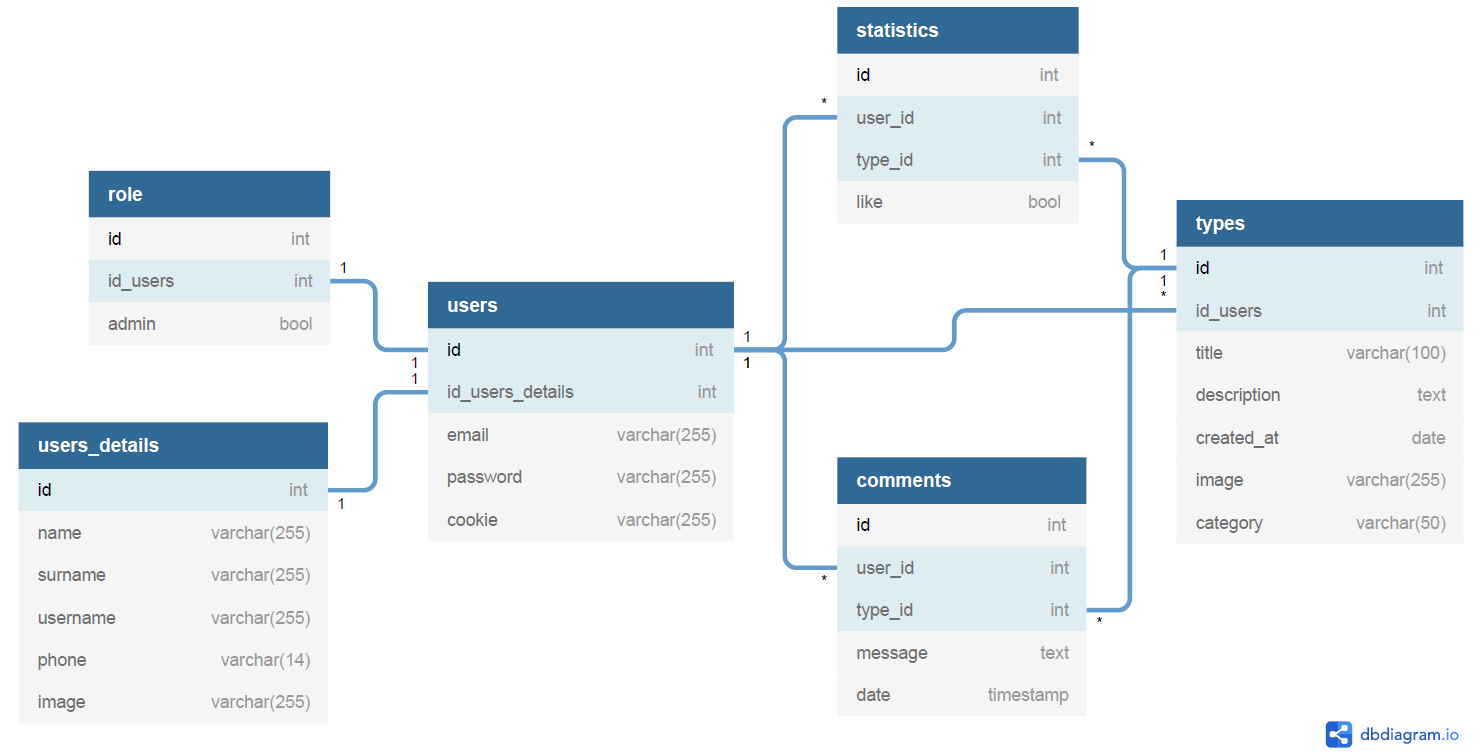 statistics
id int
* user_id int
type_id int *
like bool
role
id int
id_users int 1
admin bool
types
1 id int
1
* id_users int
title varchar(100)
description text
created_at date
image varchar(255)
category varchar(50)
users
id int 1
1 1
1 id_users_details int
email varchar(255)
password varchar(255)
cookie varchar(255)
users_details
id int 1
name varchar(255)
surname varchar(255)
username varchar(255)
phone varchar(14)
image varchar(255)
comments
id int
user_id int
*
type_id int
*
message text
date timestamp
dbdiagram.io